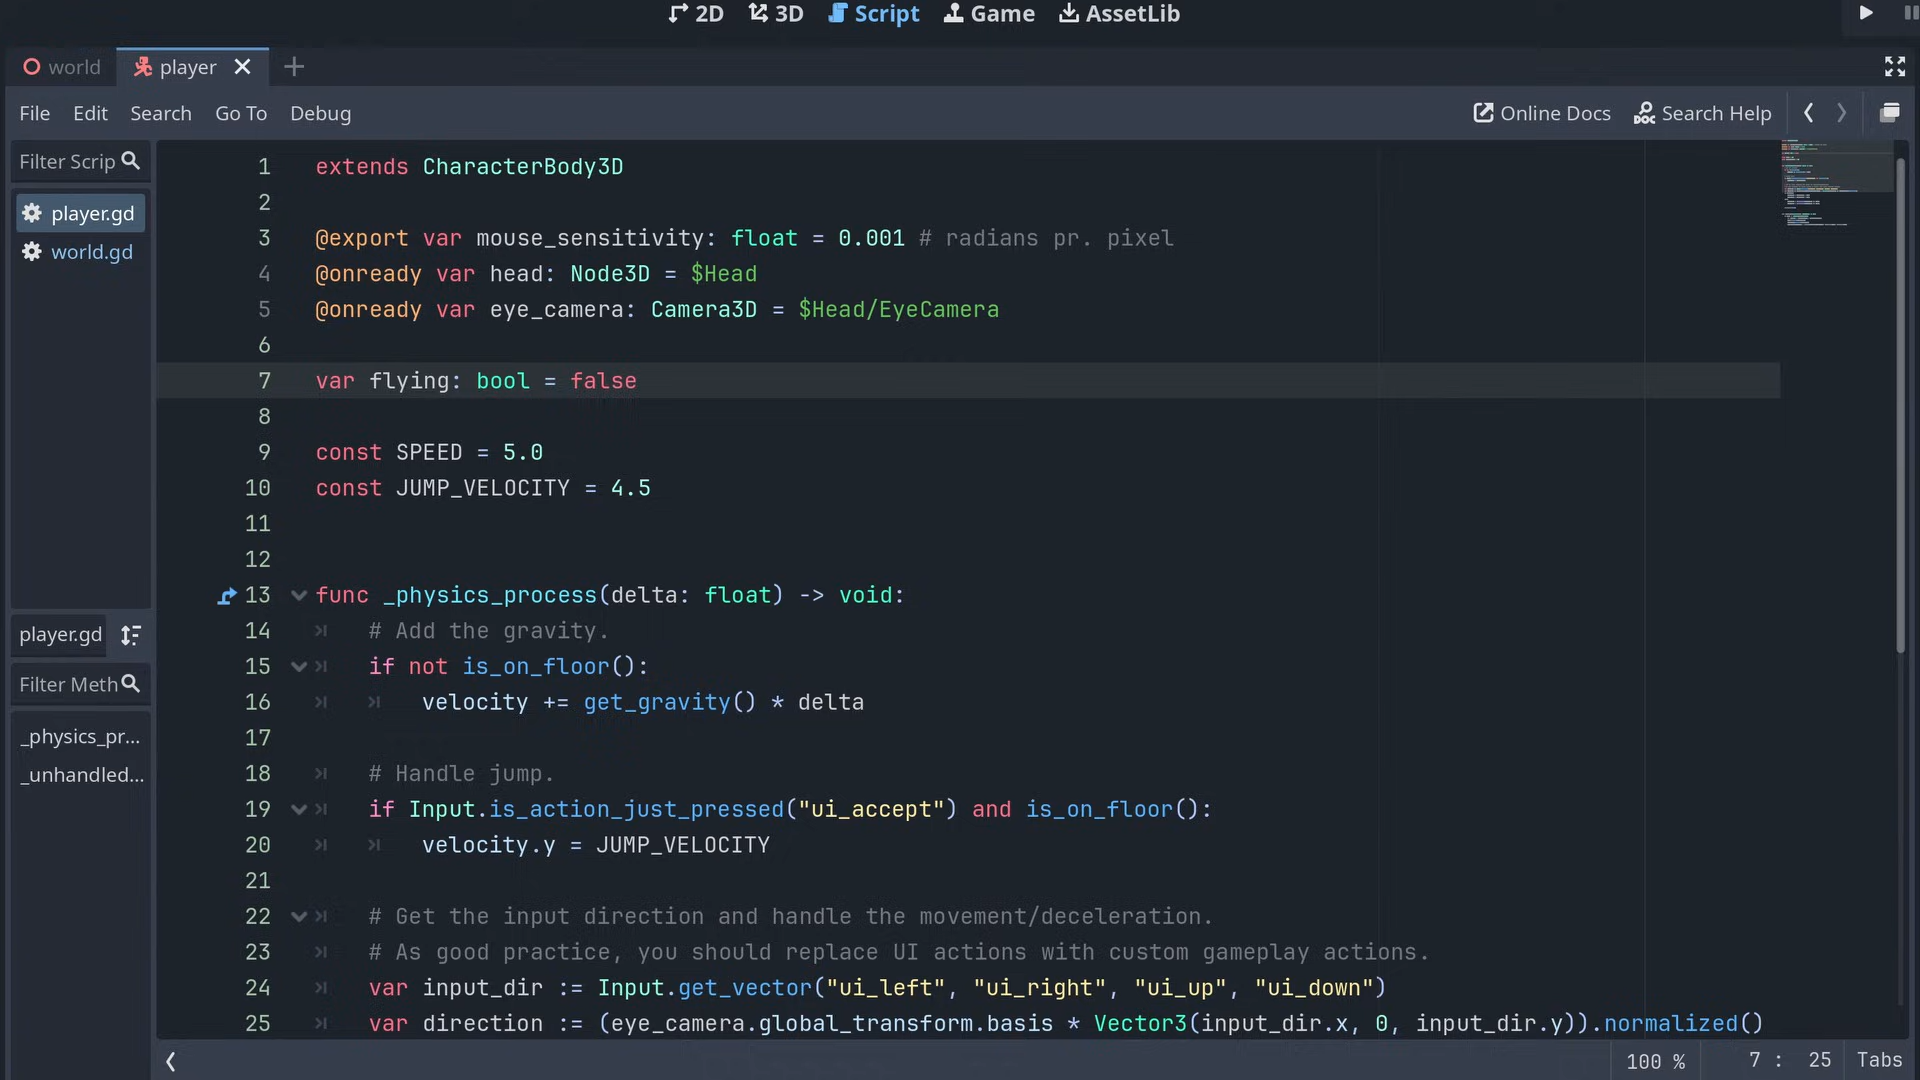 2D 3D Script Game AssetLib
world player
File Edit Search Go To Debug Online Docs Search Help
Filter Scrip
player.gd
world.gd
player.gd
Filter Meth
_physics_pr...
_unhandled...
1 extends CharacterBody3D
2
3 @export var mouse_sensitivity: float = 0.001 # radians pr. pixel
4 @onready var head: Node3D = $Head
5 @onready var eye_camera: Camera3D = $Head/EyeCamera
6
7 var flying: bool = false
8
9 const SPEED = 5.0
10 const JUMP_VELOCITY = 4.5
11
12
13 func _physics_process(delta: float) -> void:
14 # Add the gravity.
15 if not is_on_floor():
16 velocity += get_gravity() * delta
17
18 # Handle jump.
19 if Input.is_action_just_pressed("ui_accept") and is_on_floor():
20 velocity.y = JUMP_VELOCITY
21
22 # Get the input direction and handle the movement/deceleration.
23 # As good practice, you should replace UI actions with custom gameplay actions.
24 var input_dir := Input.get_vector("ui_left", "ui_right", "ui_up", "ui_down")
25 var direction := (eye_camera.global_transform.basis * Vector3(input_dir.x, 0, input_dir.y)).normalized()
100 % 7 : 25 Tabs